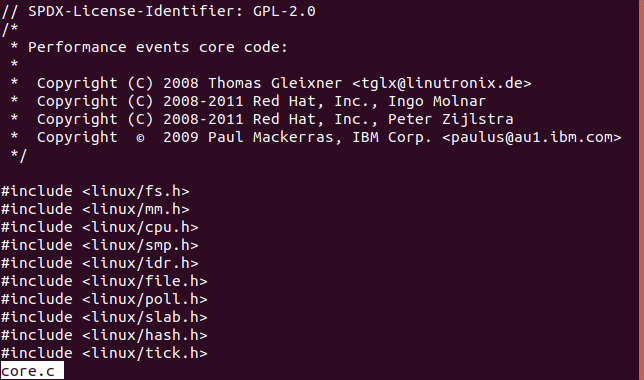 // SPDX-License-Identifier: GPL-2.0
/*
 * Performance events core code:
 *
 *  Copyright (C) 2008 Thomas Gleixner <tglx@linutronix.de>
 *  Copyright (C) 2008-2011 Red Hat, Inc., Ingo Molnar
 *  Copyright (C) 2008-2011 Red Hat, Inc., Peter Zijlstra
 *  Copyright  ©  2009 Paul Mackerras, IBM Corp. <paulus@au1.ibm.com>
 */
#include <linux/fs.h>
#include <linux/mm.h>
#include <linux/cpu.h>
#include <linux/smp.h>
#include <linux/idr.h>
#include <linux/file.h>
#include <linux/poll.h>
#include <linux/slab.h>
#include <linux/hash.h>
#include <linux/tick.h>
core.c